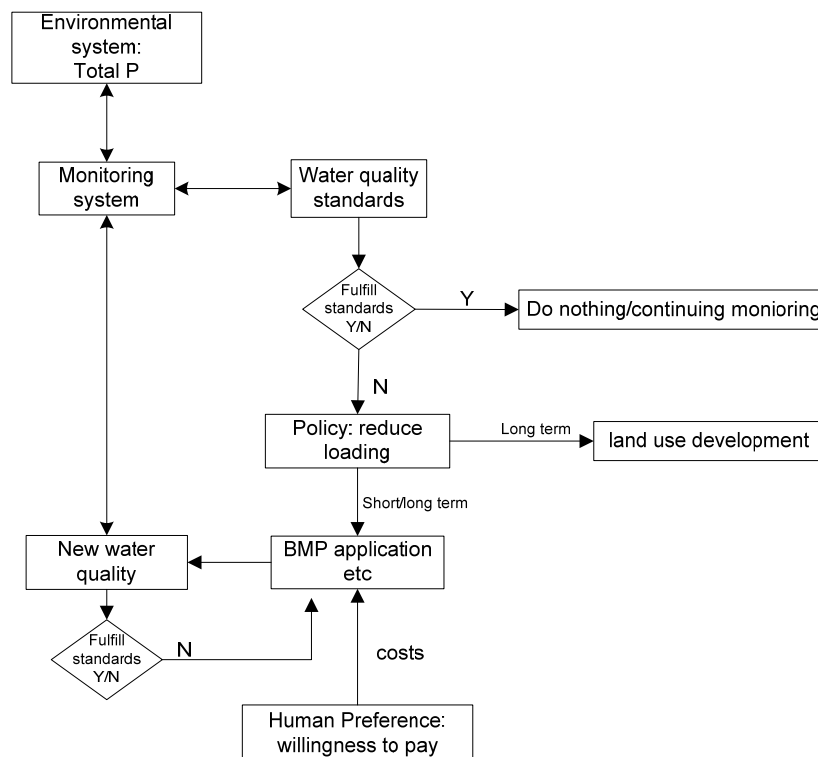 Environmental
system:
Total P
Monitoring
system
Water quality
standards
Fulfill
standards
Y/N
Y
Do nothing/continuing monioring
N
Policy: reduce
loading
Long term
land use development
Short/long term
New water
quality
BMP application
etc
Fulfill
standards
Y/N
N
costs
Human Preference:
willingness to pay